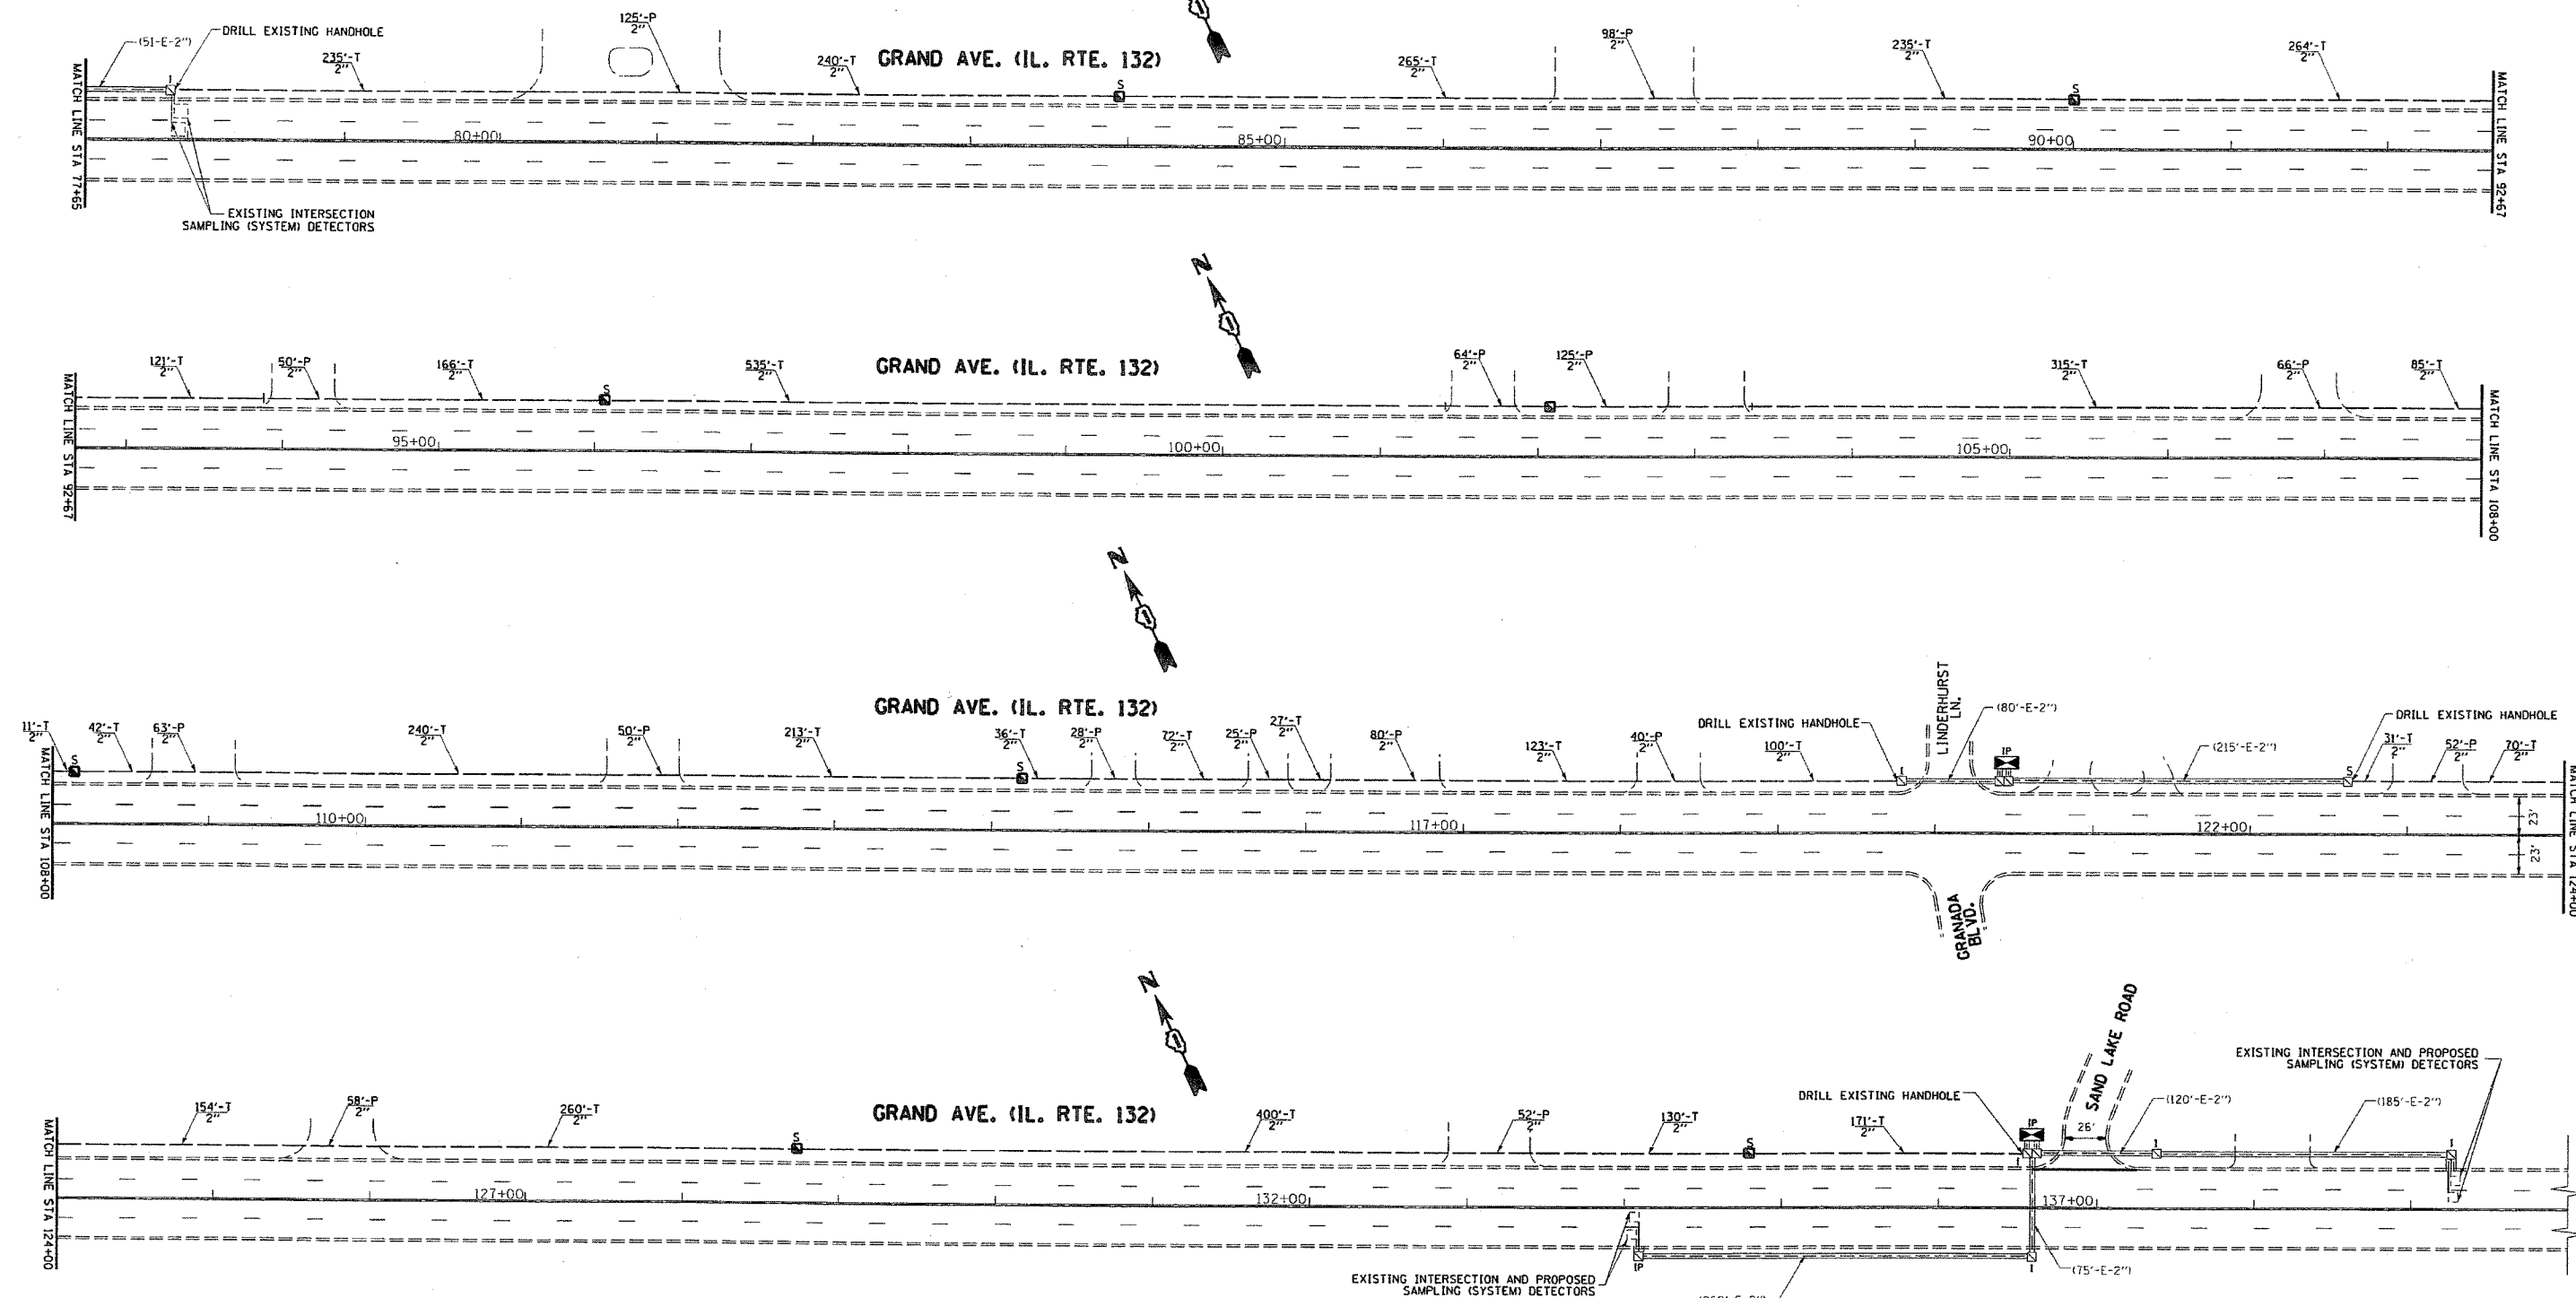 N
(51-E-2")
DRILL EXISTING HANDHOLE
235'-T
2"
125'-P
2"
240'-T
2"
GRAND AVE. (IL. RTE. 132)
265'-T
2"
98'-P
2"
235'-T
2"
264'-T
2"
I
S
S
MATCH LINE STA 77+65
80+00
85+00
90+00
MATCH LINE STA 92+67
EXISTING INTERSECTION
SAMPLING (SYSTEM) DETECTORS
N
121'-T
2"
50'-P
2"
166'-T
2"
535'-T
2"
GRAND AVE. (IL. RTE. 132)
64'-P
2"
125'-P
2"
315'-T
2"
66'-P
2"
85'-T
2"
S
MATCH LINE STA 92+67
95+00
100+00
105+00
MATCH LINE STA 108+00
N
GRAND AVE. (IL. RTE. 132)
11'-T
2"
42'-T
2"
63'-P
2"
240'-T
2"
50'-P
2"
213'-T
2"
36'-T
2"
28'-P
2"
72'-T
2"
25'-P
2"
27'-T
2"
80'-P
2"
123'-T
2"
40'-P
2"
100'-T
2"
DRILL EXISTING HANDHOLE
LINDERHURST
LN.
(80'-E-2")
(215'-E-2")
DRILL EXISTING HANDHOLE
31'-T
2"
52'-P
2"
70'-T
2"
S
S
I
IP
S
MATCH LINE STA 108+00
110+00
117+00
122+00
23'
23'
MATCH LINE STA 124+00
GRANADA
BLVD.
N
154'-T
2"
58'-P
2"
260'-T
2"
GRAND AVE. (IL. RTE. 132)
400'-T
2"
52'-P
2"
130'-T
2"
171'-T
2"
DRILL EXISTING HANDHOLE
SAND LAKE ROAD
26'
(120'-E-2")
(185'-E-2")
EXISTING INTERSECTION AND PROPOSED
SAMPLING (SYSTEM) DETECTORS
S
S
IP
I
I
MATCH LINE STA 124+00
127+00
132+00
137+00
IP
I
(75'-E-2")
EXISTING INTERSECTION AND PROPOSED
SAMPLING (SYSTEM) DETECTORS